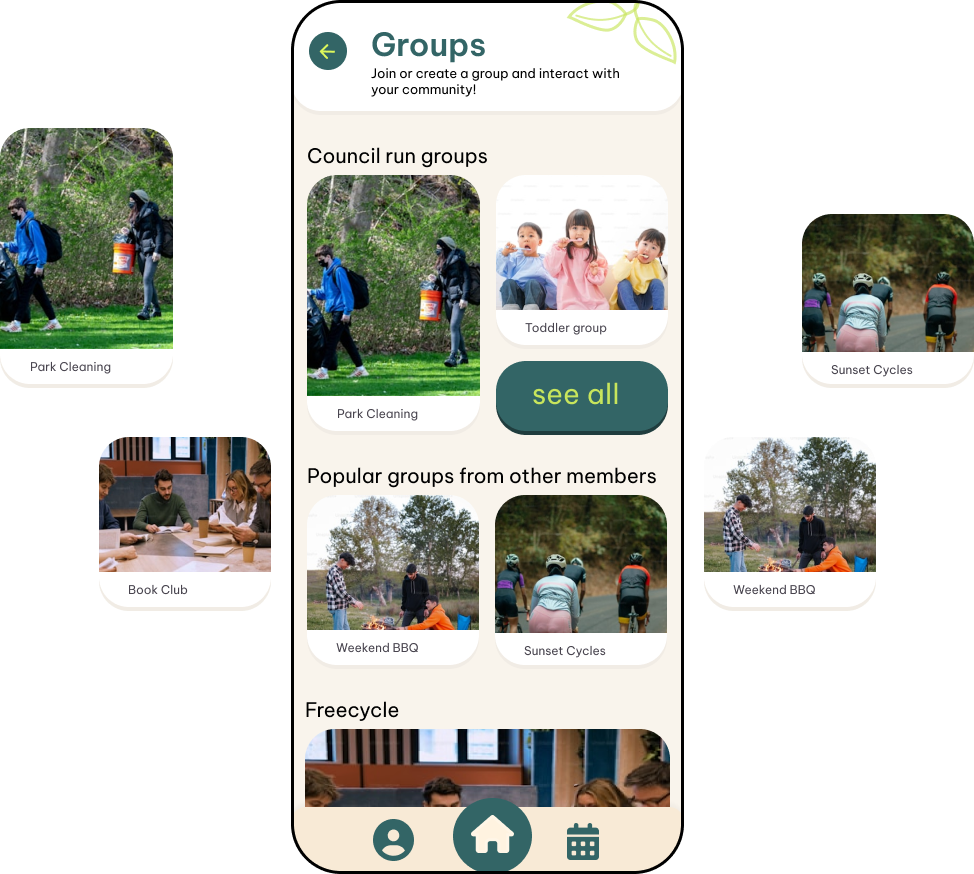 Groups
Join or create a group and interact with
your community!
Council run groups
Park Cleaning
Toddler group
Park Cleaning
see all
Sunset Cycles
Popular groups from other members
Book Club
Weekend BBQ
Sunset Cycles
Weekend BBQ
Freecycle